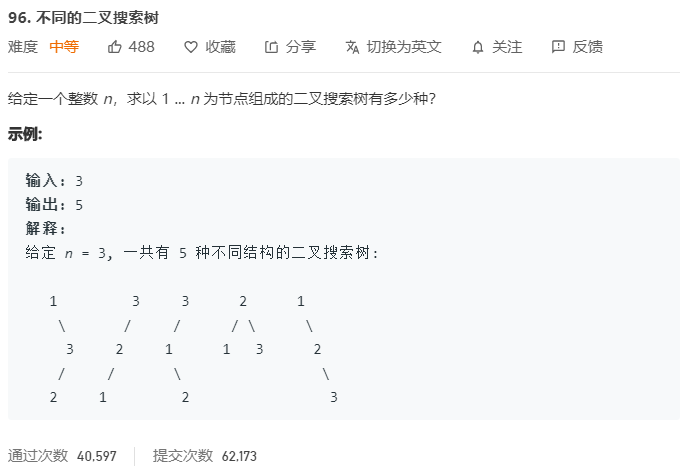 96. 不同的二叉搜索树
难度 中等 488 收藏 分享 切换为英文 关注 反馈
给定一个整数 n，求以 1 ... n 为节点组成的二叉搜索树有多少种？
示例:
输入: 3
输出: 5
解释:
给定 n = 3, 一共有 5 种不同结构的二叉搜索树:
1 3 3 2 1
\ / / / \ \
3 2 1 1 3 2
/ / \ \
2 1 2 3
通过次数 40,597 提交次数 62,173